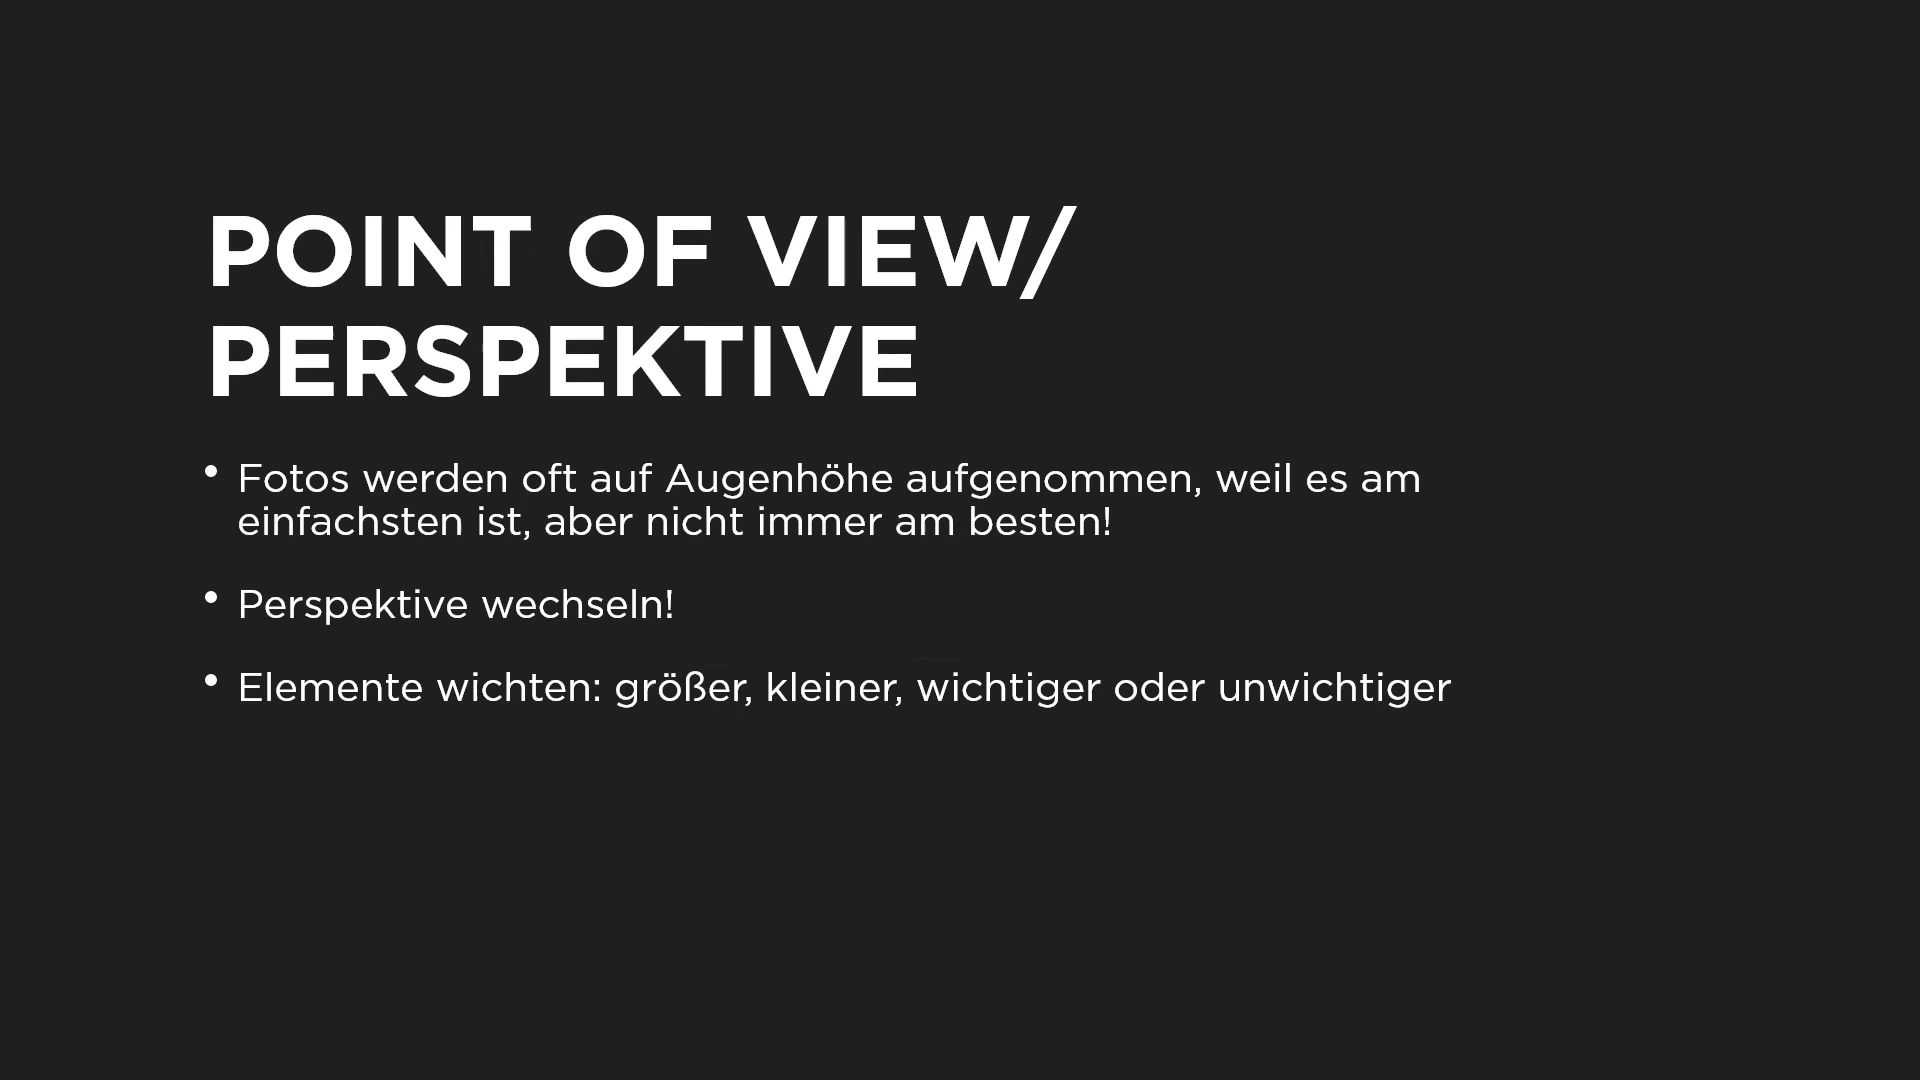 POINT OF VIEW/
PERSPEKTIVE
• Fotos werden oft auf Augenhöhe aufgenommen, weil es am
einfachsten ist, aber nicht immer am besten!
• Perspektive wechseln!
• Elemente wichten: größer, kleiner, wichtiger oder unwichtiger